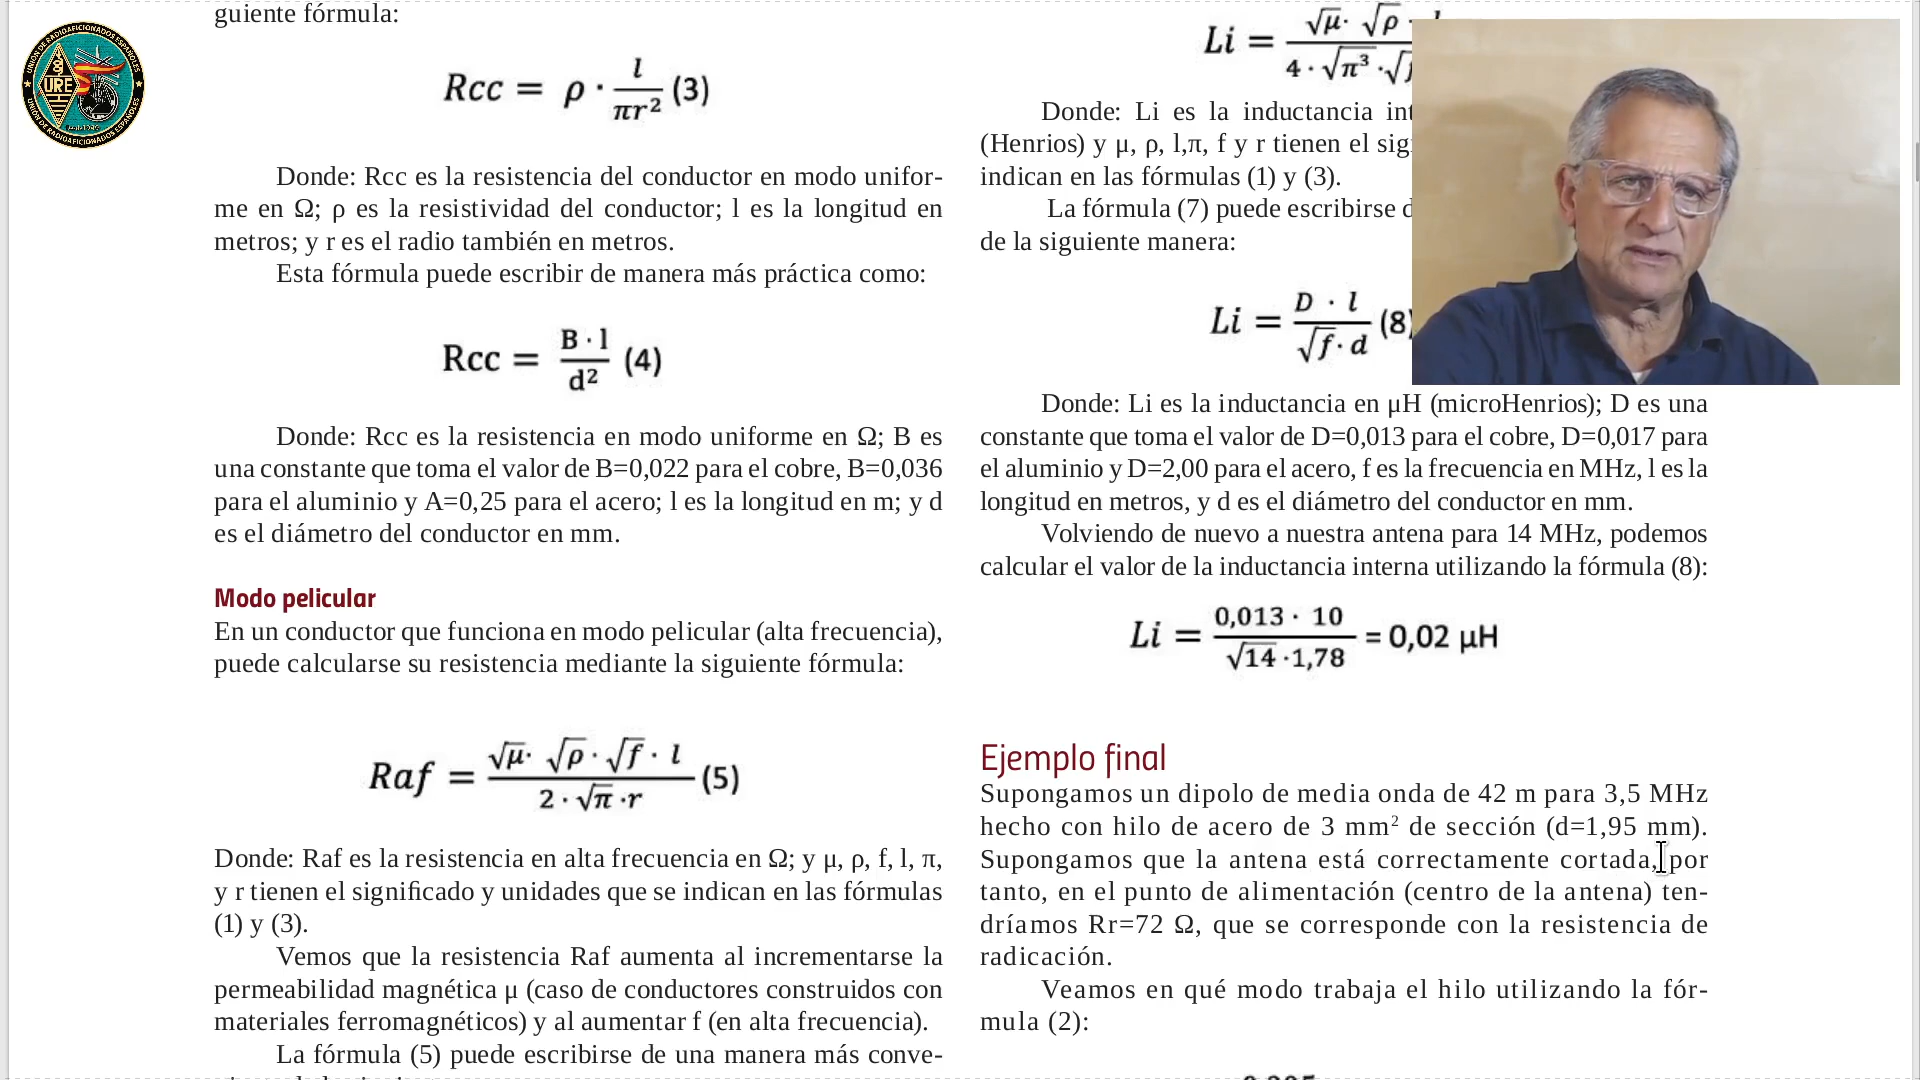 UNIÓN DE RADIOAFICIONADOS ESPAÑOLES
URE
UNIÓN DE RADIOAFICIONADOS ESPAÑOLES
guiente fórmula:
Rcc = ρ · l / πr² (3)
Donde: Rcc es la resistencia del conductor en modo unifor-
me en Ω; ρ es la resistividad del conductor; l es la longitud en
metros; y r es el radio también en metros.
Esta fórmula puede escribir de manera más práctica como:
Rcc = B · l / d² (4)
Donde: Rcc es la resistencia en modo uniforme en Ω; B es
una constante que toma el valor de B=0,022 para el cobre, B=0,036
para el aluminio y A=0,25 para el acero; l es la longitud en m; y d
es el diámetro del conductor en mm.
Modo pelicular
En un conductor que funciona en modo pelicular (alta frecuencia),
puede calcularse su resistencia mediante la siguiente fórmula:
Raf = √μ · √ρ · √f · l / 2 · √π · r (5)
Donde: Raf es la resistencia en alta frecuencia en Ω; y μ, ρ, f, l, π,
y r tienen el significado y unidades que se indican en las fórmulas
(1) y (3).
Vemos que la resistencia Raf aumenta al incrementarse la
permeabilidad magnética μ (caso de conductores construidos con
materiales ferromagnéticos) y al aumentar f (en alta frecuencia).
La fórmula (5) puede escribirse de una manera más conve-
Li = √μ · √ρ · / 4 · √π³ ·
Donde: Li es la inductancia
(Henrios) y μ, ρ, l,π, f y r tienen el
indican en las fórmulas (1) y (3).
La fórmula (7) puede escribirse
de la siguiente manera:
Li = D · l / √f · d (8)
Donde: Li es la inductancia en μH (microHenrios); D es una
constante que toma el valor de D=0,013 para el cobre, D=0,017 para
el aluminio y D=2,00 para el acero, f es la frecuencia en MHz, l es la
longitud en metros, y d es el diámetro del conductor en mm.
Volviendo de nuevo a nuestra antena para 14 MHz, podemos
calcular el valor de la inductancia interna utilizando la fórmula (8):
Li = 0,013 · 10 / √14 · 1,78 = 0,02 μH
Ejemplo final
Supongamos un dipolo de media onda de 42 m para 3,5 MHz
hecho con hilo de acero de 3 mm² de sección (d=1,95 mm).
Supongamos que la antena está correctamente cortada, por
tanto, en el punto de alimentación (centro de la antena) ten-
dríamos Rr=72 Ω, que se corresponde con la resistencia de
radicación.
Veamos en qué modo trabaja el hilo utilizando la fór-
mula (2):